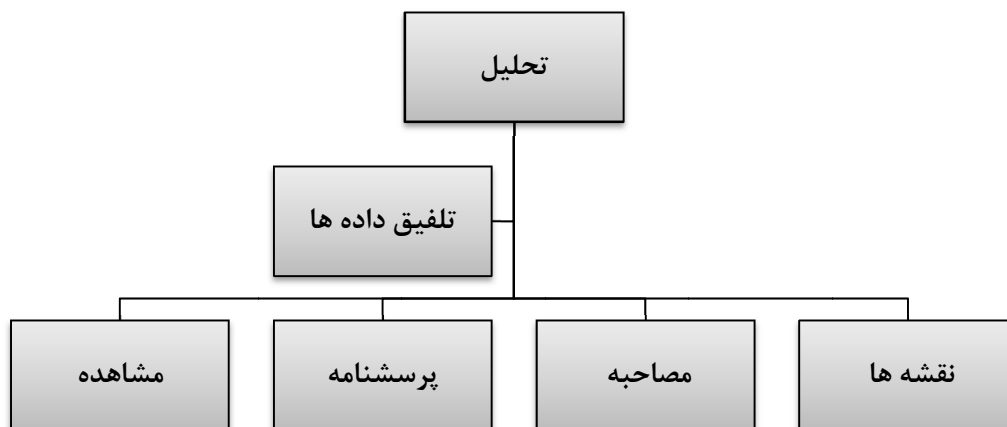 تحلیل
تلفیق داده ها
نقشه ها
مصاحبه
پرسشنامه
مشاهده